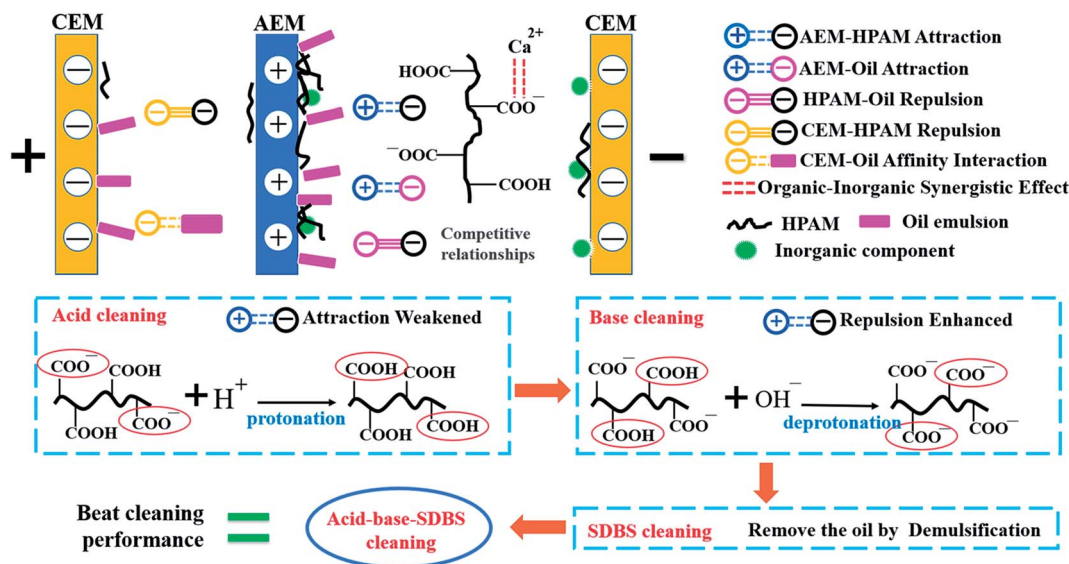 CEM
AEM
CEM
+
−
HOOC
Ca2+
COO−
−OOC
COOH
Competitive
relationships
AEM-HPAM Attraction
AEM-Oil Attraction
HPAM-Oil Repulsion
CEM-HPAM Repulsion
CEM-Oil Affinity Interaction
Organic-Inorganic Synergistic Effect
HPAM
Oil emulsion
Inorganic component
Acid cleaning
Attraction Weakened
COO−
COOH
COOH
COO−
+ H+
protonation
COOH
COOH
COOH
COOH
Base cleaning
Repulsion Enhanced
COO−
COOH
COOH
COO−
+ OH−
deprotonation
COO−
COO−
COO−
COO−
Beat cleaning
performance
=
Acid-base-SDBS
cleaning
SDBS cleaning Remove the oil by Demulsification